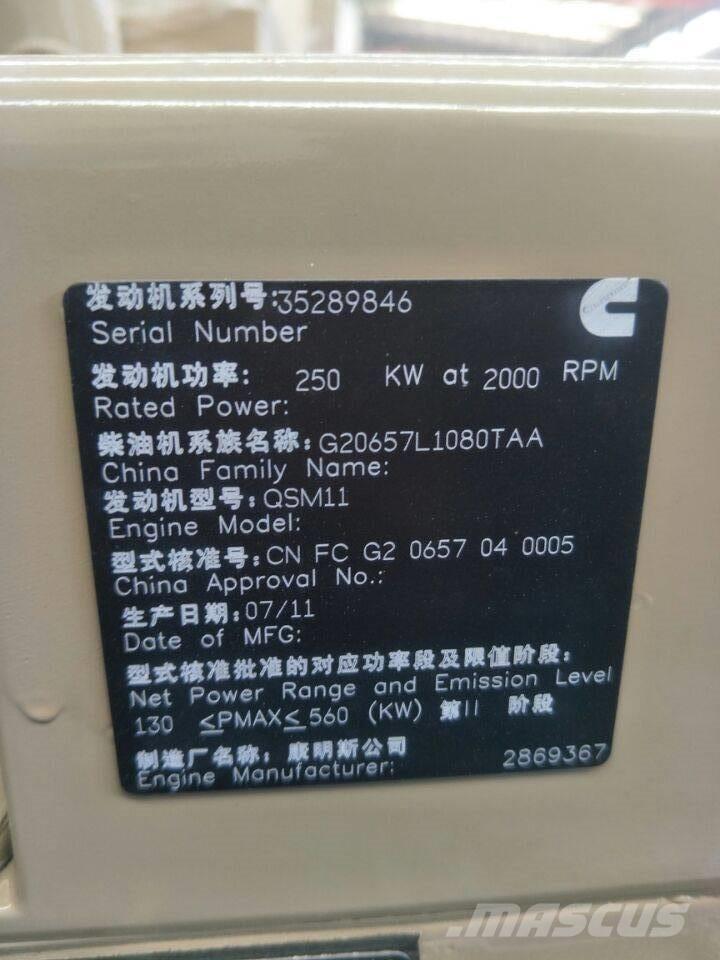 发动机系列号:35289846
Serial Number
发动机功率: 250 KW at 2000 RPM
Rated Power:
柴油机系族名称:G20657L1080TAA
China Family Name:
发动机型号:QSM11
Engine Model:
型式核准号:CN FC G2 0657 04 0005
China Approval No.:
生产日期:07/11
Date of MFG:
型式核准批准的对应功率段及限值阶段:
Net Power Range and Emission Level
130 ≤PMAX≤560 (KW) 第II 阶段
制造厂名称: 康明斯公司
Engine Manufacturer: 2869367
MASCUS